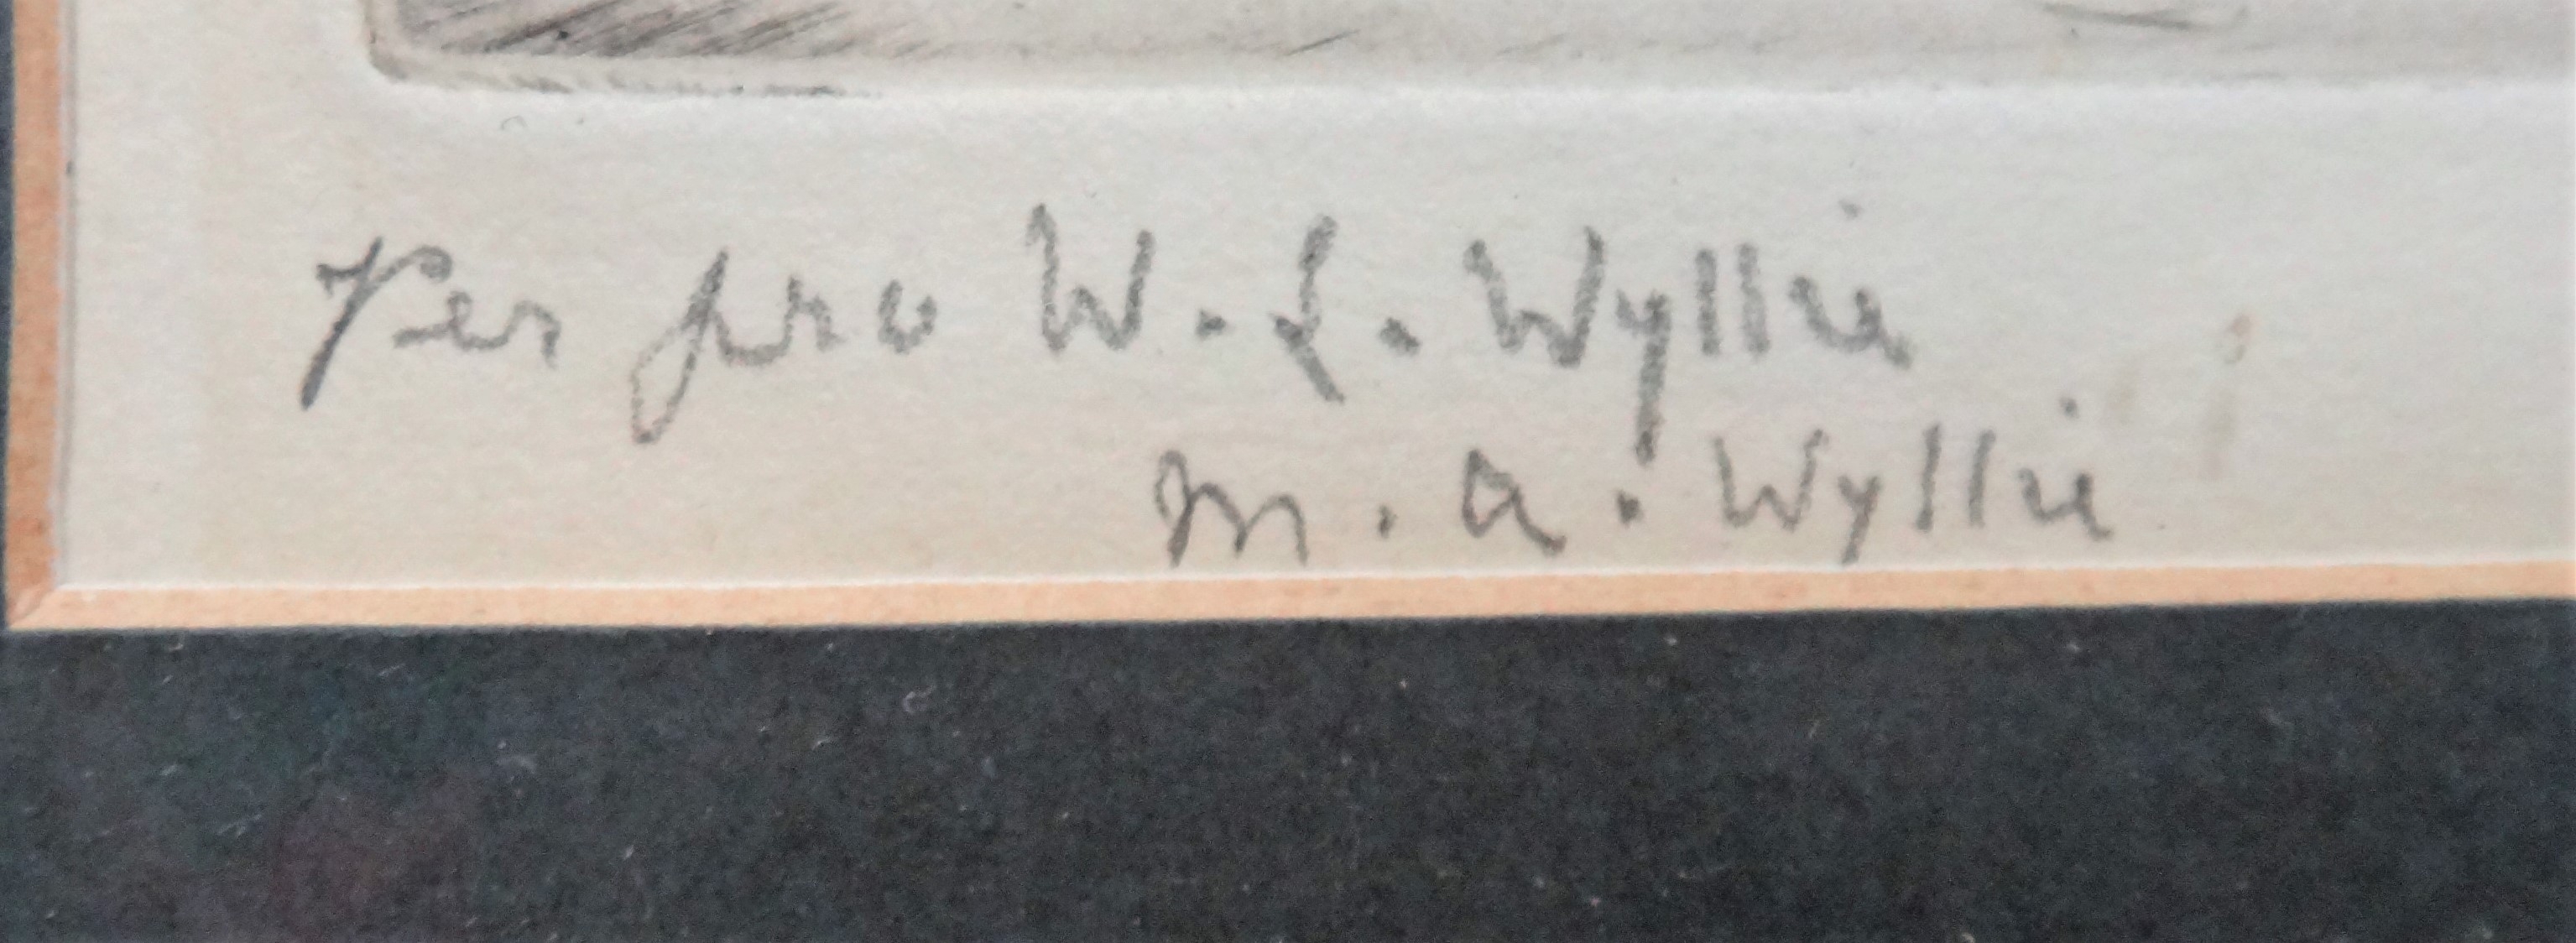 Per pro W. L. Wyllie
M. A. Wyllie